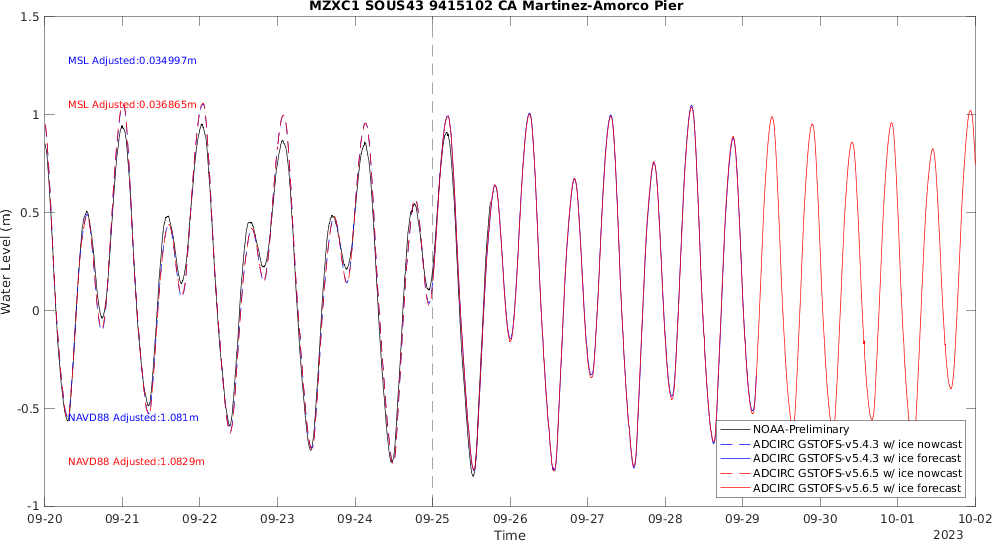 MZXC1 SOUS43 9415102 CA Martinez-Amorco Pier
1.5
1
0.5
0
-0.5
-1
Water Level (m)
MSL Adjusted:0.034997m
MSL Adjusted:0.036865m
NAVD88 Adjusted:1.081m
NAVD88 Adjusted:1.0829m
NOAA-Preliminary
ADCIRC GSTOFS-v5.4.3 w/ ice nowcast
ADCIRC GSTOFS-v5.4.3 w/ ice forecast
ADCIRC GSTOFS-v5.6.5 w/ ice nowcast
ADCIRC GSTOFS-v5.6.5 w/ ice forecast
09-20 09-21 09-22 09-23 09-24 09-25 09-26 09-27 09-28 09-29 09-30 10-01 10-02
Time
2023